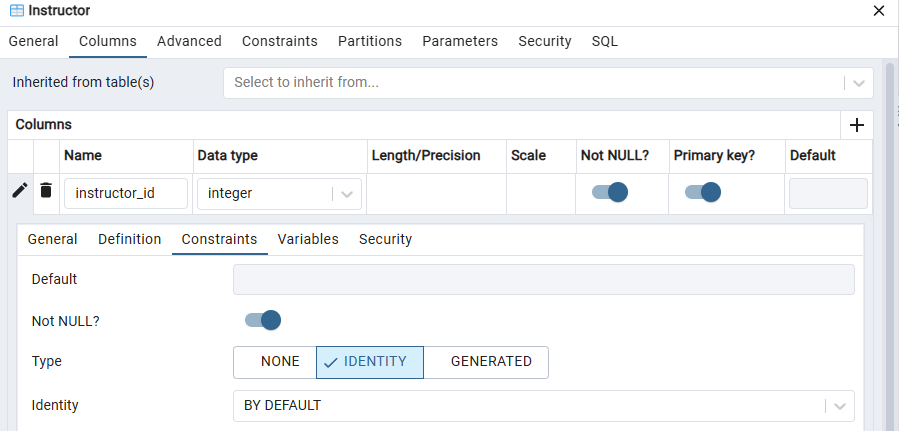 Instructor
General Columns Advanced Constraints Partitions Parameters Security SQL
Inherited from table(s) Select to inherit from...
Columns
Name Data type Length/Precision Scale Not NULL? Primary key? Default
instructor_id integer
General Definition Constraints Variables Security
Default
Not NULL?
Type NONE IDENTITY GENERATED
Identity BY DEFAULT